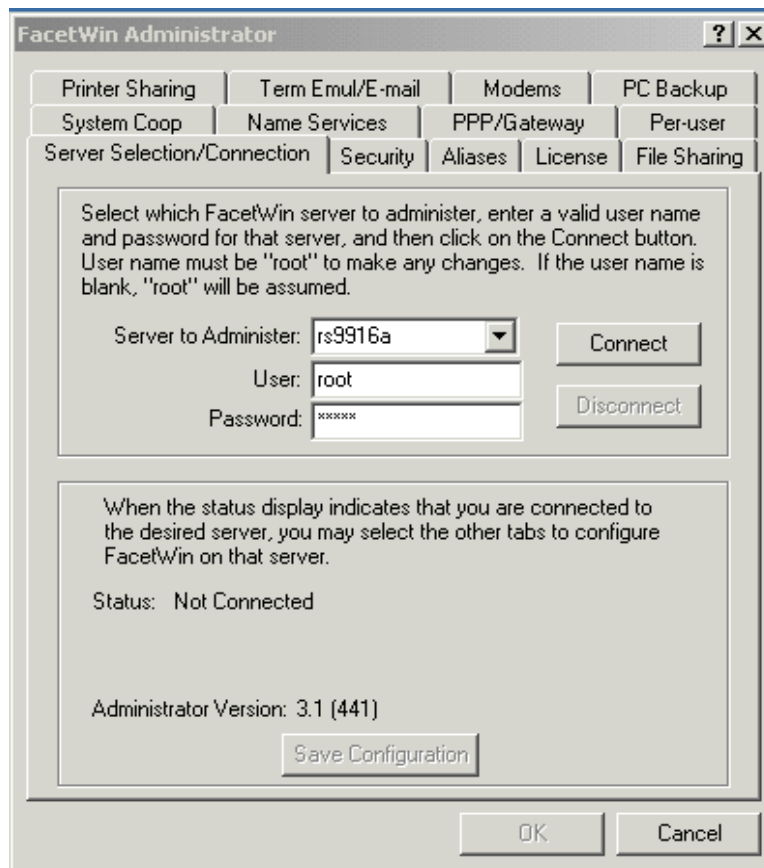 FacetWin Administrator
Printer Sharing Term Emul/E-mail Modems PC Backup
System Coop Name Services PPP/Gateway Per-user
Server Selection/Connection Security Aliases License File Sharing
Select which FacetWin server to administer, enter a valid user name
and password for that server, and then click on the Connect button.
User name must be "root" to make any changes. If the user name is
blank, "root" will be assumed.
Server to Administer: rs9916a Connect
User: root
Disconnect
Password: *****
When the status display indicates that you are connected to
the desired server, you may select the other tabs to configure
FacetWin on that server.
Status: Not Connected
Administrator Version: 3.1 (441)
Save Configuration
OK Cancel